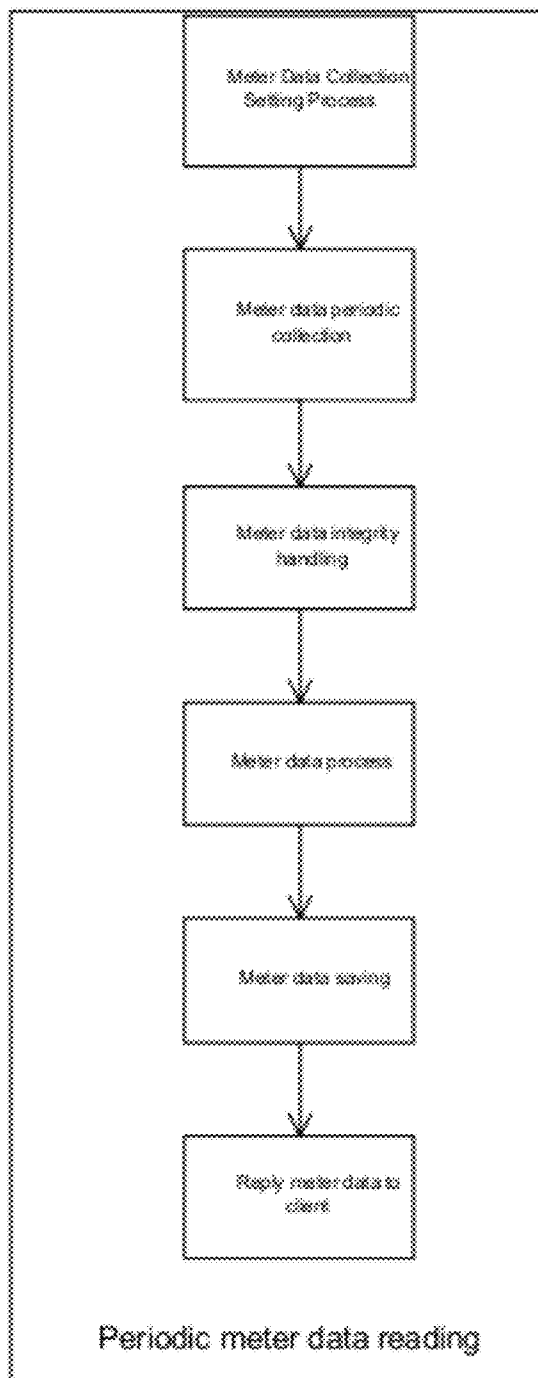 Meter Data Collection
Setting Process
Meter data periodic
collection
Meter data integrity
handling
Meter data process
Meter data saving
Reply meter data to
client
Periodic meter data reading